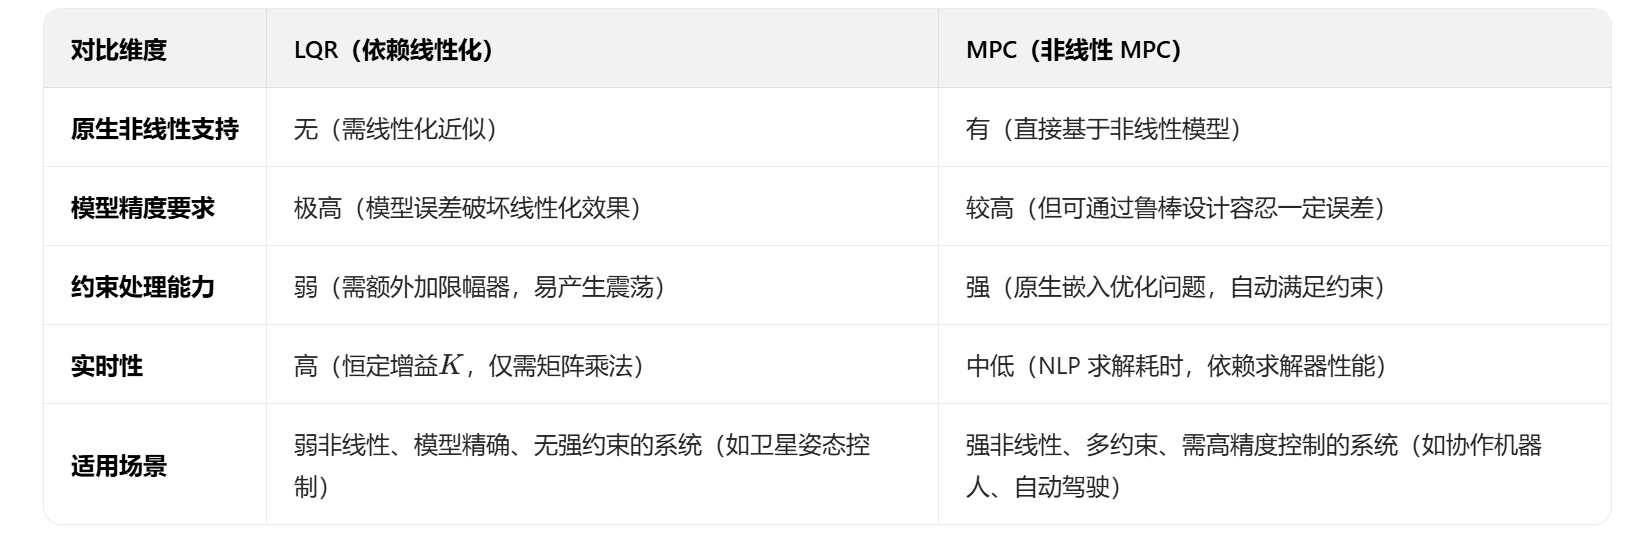 对比维度 LQR（依赖线性化） MPC（非线性 MPC）
原生非线性支持 无（需线性化近似） 有（直接基于非线性模型）
模型精度要求 极高（模型误差破坏线性化效果） 较高（但可通过鲁棒设计容忍一定误差）
约束处理能力 弱（需额外加限幅器，易产生震荡） 强（原生嵌入优化问题，自动满足约束）
实时性 高（恒定增益K，仅需矩阵乘法） 中低（NLP 求解耗时，依赖求解器性能）
适用场景 弱非线性、模型精确、无强约束的系统（如卫星姿态控
制） 强非线性、多约束、需高精度控制的系统（如协作机器
人、自动驾驶）